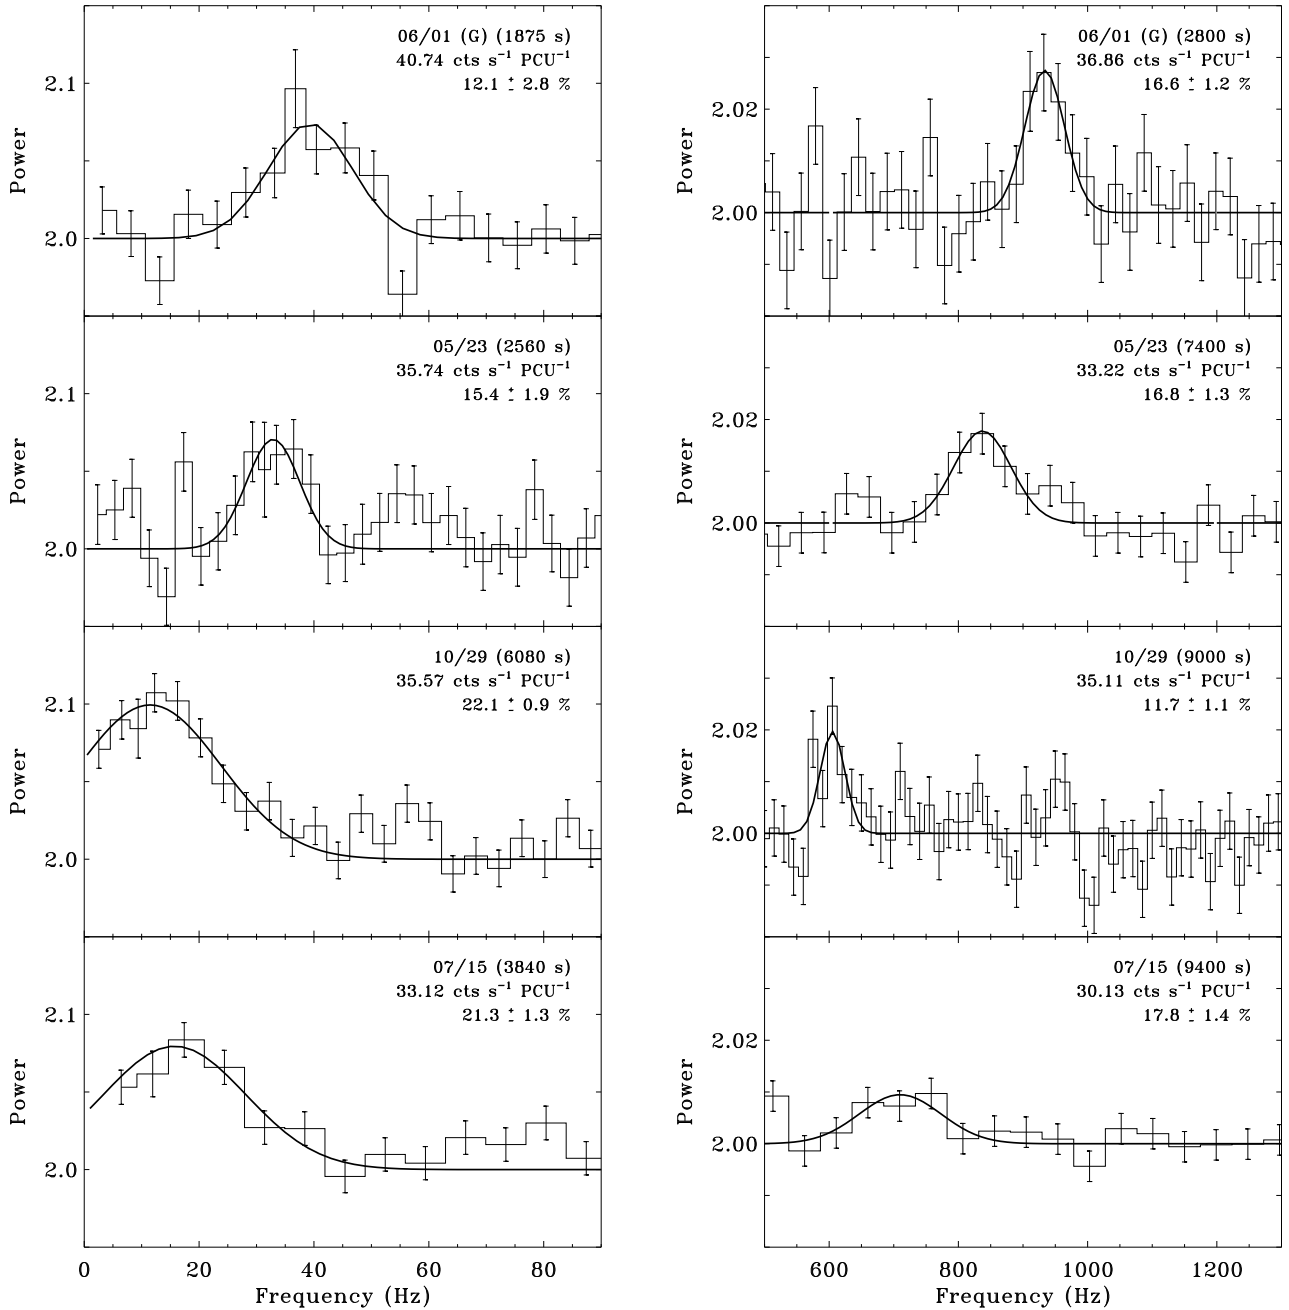 06/01 (G) (1875 s)
40.74 cts s⁻¹ PCU⁻¹
12.1 ± 2.8 %
2.1
2.0
Power
06/01 (G) (2800 s)
36.86 cts s⁻¹ PCU⁻¹
16.6 ± 1.2 %
2.02
2.00
Power
05/23 (2560 s)
35.74 cts s⁻¹ PCU⁻¹
15.4 ± 1.9 %
2.1
2.0
Power
05/23 (7400 s)
33.22 cts s⁻¹ PCU⁻¹
16.8 ± 1.3 %
2.02
2.00
Power
10/29 (6080 s)
35.57 cts s⁻¹ PCU⁻¹
22.1 ± 0.9 %
2.1
2.0
Power
10/29 (9000 s)
35.11 cts s⁻¹ PCU⁻¹
11.7 ± 1.1 %
2.02
2.00
Power
07/15 (3840 s)
33.12 cts s⁻¹ PCU⁻¹
21.3 ± 1.3 %
2.1
2.0
Power
0 20 40 60 80
Frequency (Hz)
07/15 (9400 s)
30.13 cts s⁻¹ PCU⁻¹
17.8 ± 1.4 %
2.02
2.00
Power
600 800 1000 1200
Frequency (Hz)